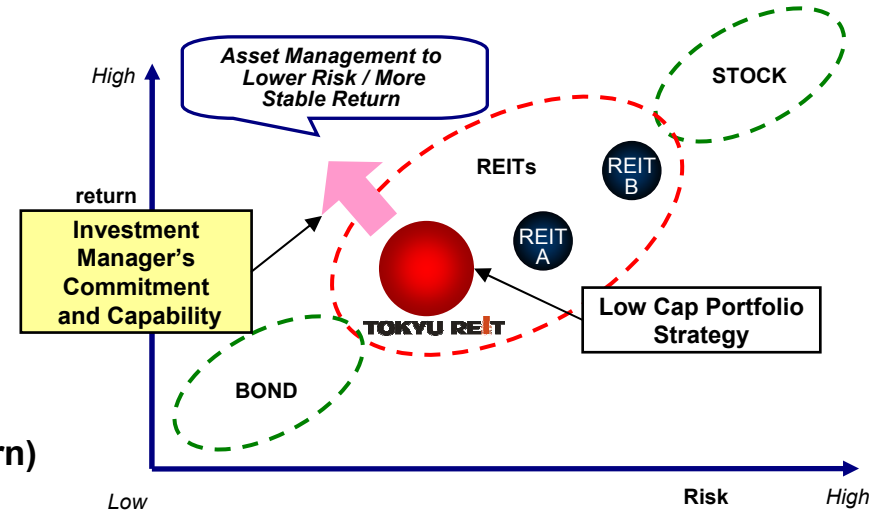 Asset Management to
Lower Risk / More
Stable Return
High
STOCK
REITs
REIT
B
return
Investment
Manager's
Commitment
and Capability
REIT
A
Low Cap Portfolio
Strategy
TOKYU REIT
BOND
rn)
Low
Risk
High